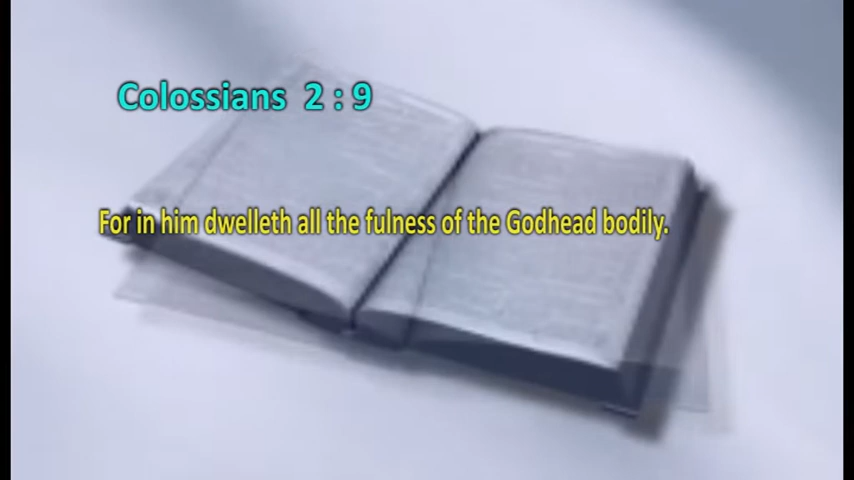 Colossians 2 : 9
For in him dwelleth all the fulness of the Godhead bodily.